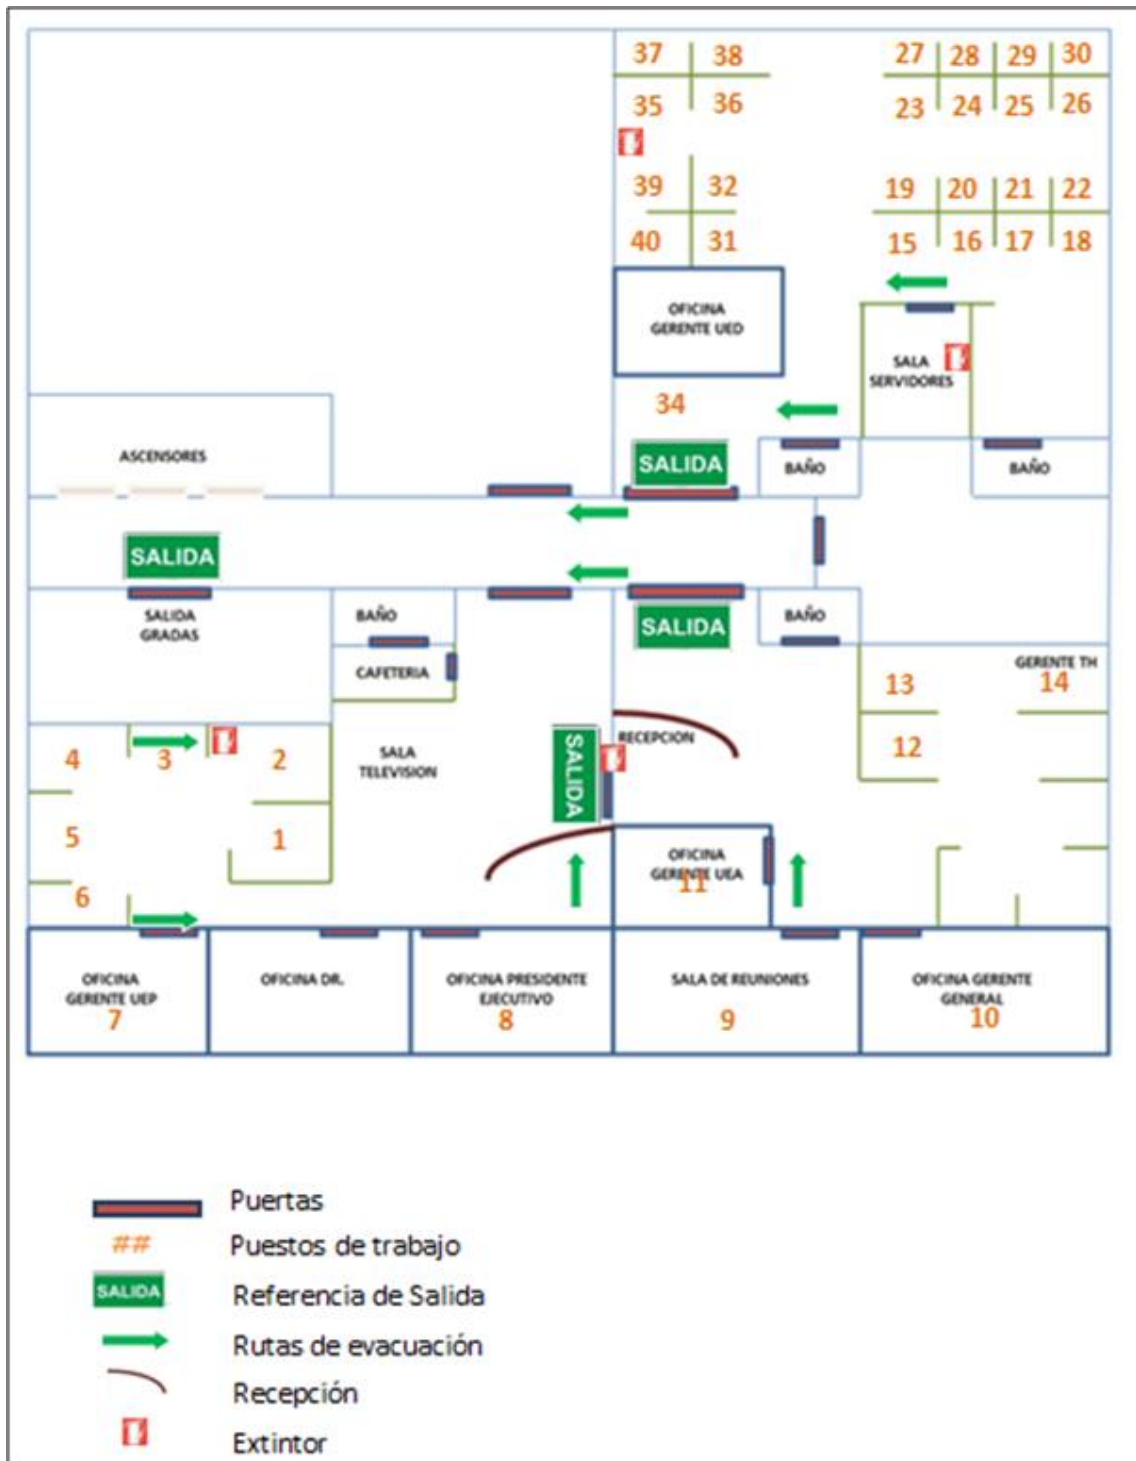 37 38 27 28 29 30
35 36 23 24 25 26
39 32 19 20 21 22
40 31 15 16 17 18
OFICINA
GERENTE UED
SALA
SERVIDORES
34
ASCENSORES
SALIDA
BAÑO
BAÑO
SALIDA
SALIDA
GRADAS
BAÑO
SALIDA
BAÑO
CAFETERIA
GERENTE TH
13
14
4
3
2
SALA
TELEVISION
SALIDA
RECEPCION
12
5
1
6
OFICINA
GERENTE UEA
11
OFICINA
GERENTE UEP
7
OFICINA DR.
OFICINA PRESIDENTE
EJECUTIVO
8
SALA DE REUNIONES
9
OFICINA GERENTE
GENERAL
10
Puertas
## Puestos de trabajo
SALIDA Referencia de Salida
Rutas de evacuación
Recepción
Extintor